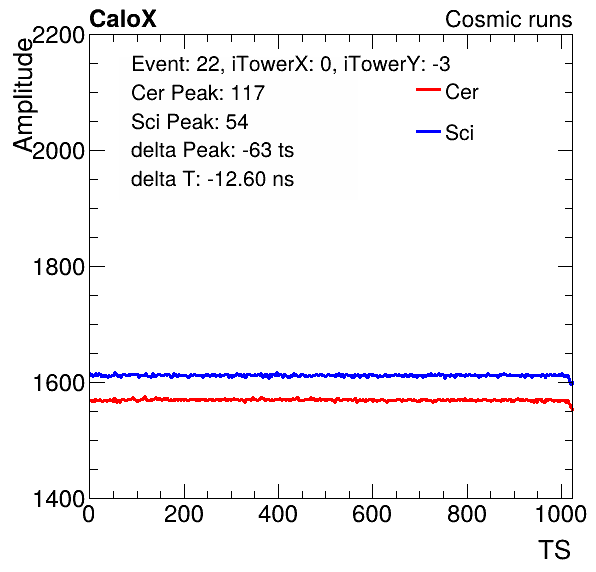 CaloX Cosmic runs
Amplitude
2200
2000
1800
1600
1400
Event: 22, iTowerX: 0, iTowerY: -3
Cer Peak: 117
Sci Peak: 54
delta Peak: -63 ts
delta T: -12.60 ns
Cer
Sci
0 200 400 600 800 1000
TS